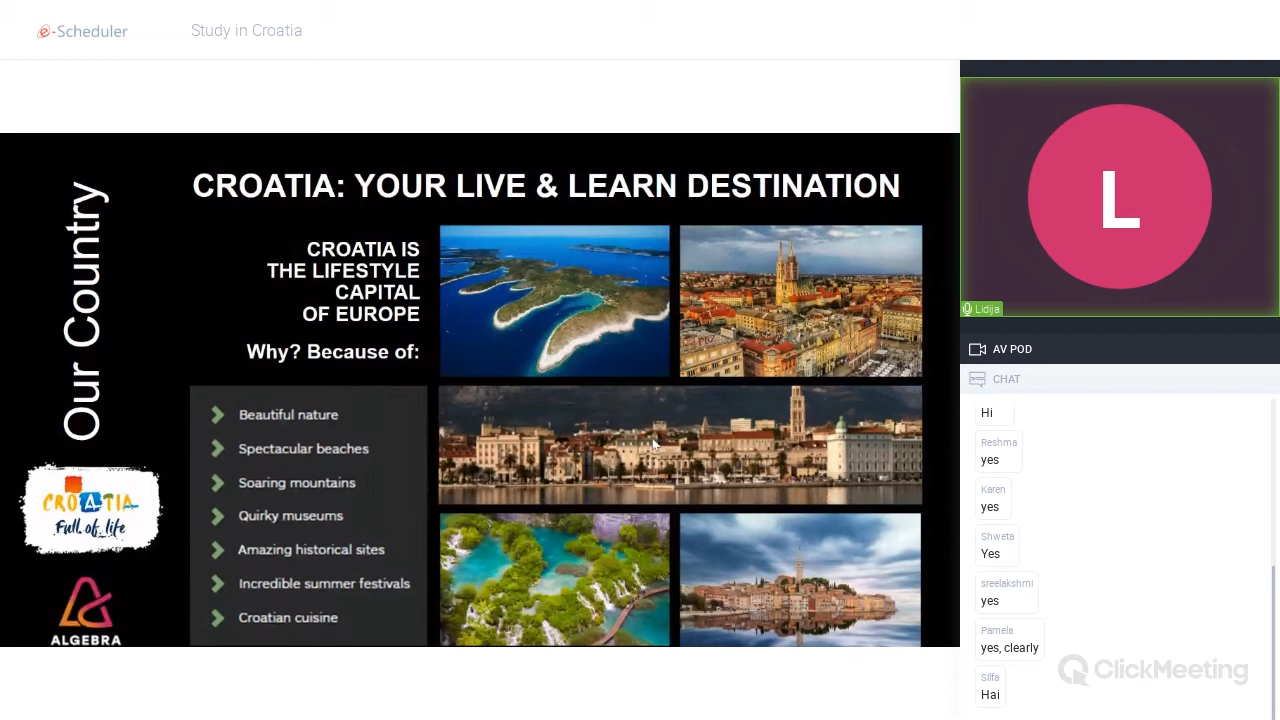 e-Scheduler
Study in Croatia
Our Country
CROATIA: YOUR LIVE & LEARN DESTINATION
CROATIA IS
THE LIFESTYLE
CAPITAL
OF EUROPE
Why? Because of:
Beautiful nature
Spectacular beaches
Soaring mountains
Quirky museums
Amazing historical sites
Incredible summer festivals
Croatian cuisine
CROATIA
Full of life
ALGEBRA
L
Lidija
AV POD
CHAT
Hi
Reshma
yes
Karen
yes
Shweta
Yes
sreelakshmi
yes
Pamela
yes, clearly
Silfa
Hai
ClickMeeting